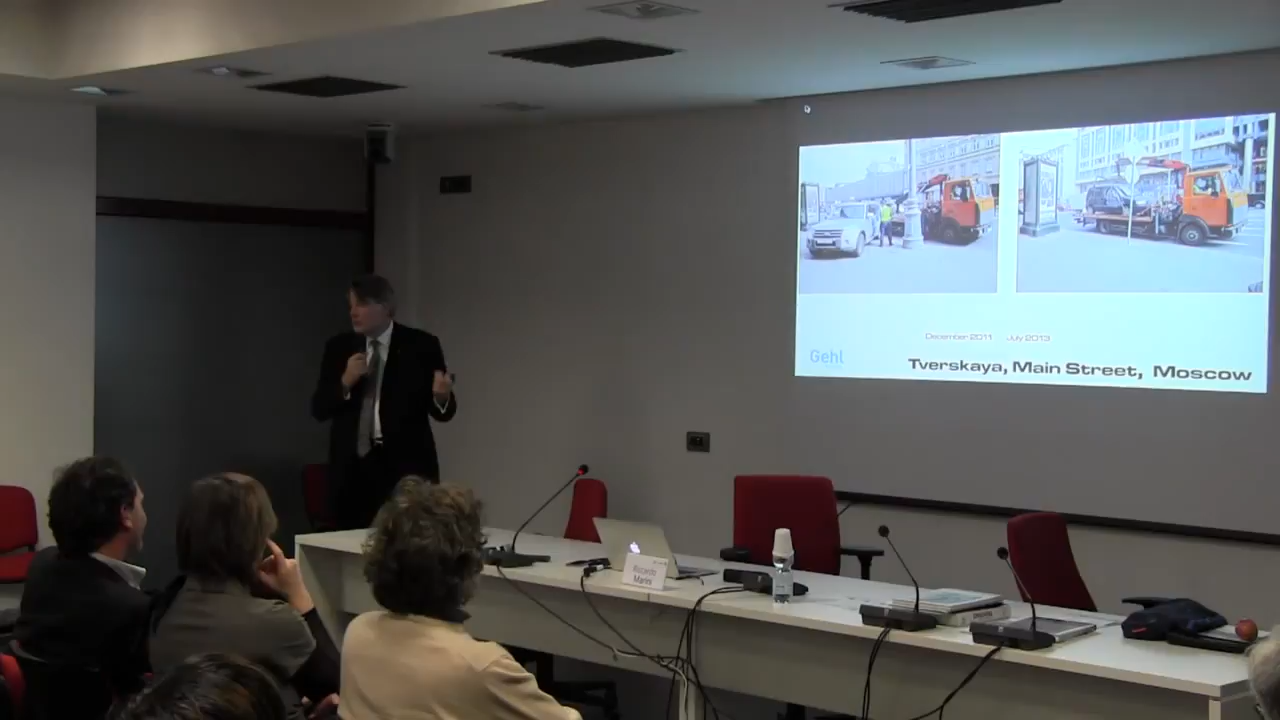 December 2011 July 2013
Gehl
Tverskaya, Main Street, Moscow
Riccardo
Marini